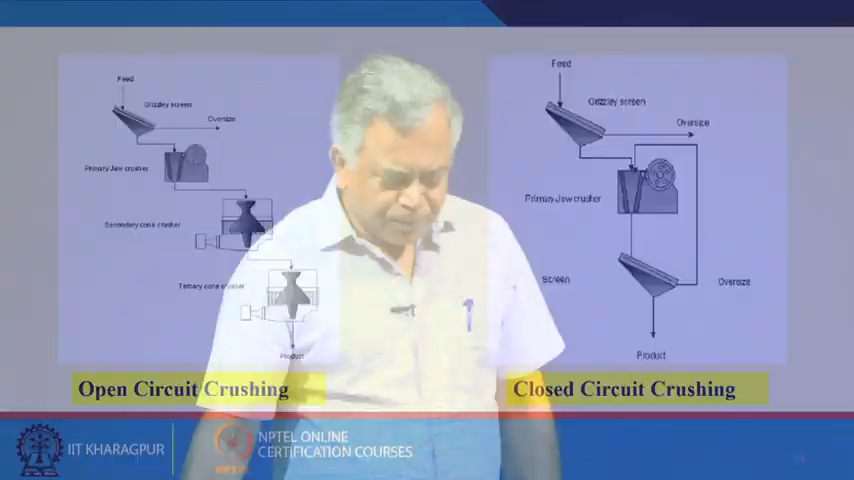 Feed
Grizzley screen
Oversize
Primary Jaw crusher
Secondary cone crusher
Tertiary cone crusher
Product
Open Circuit Crushing
Feed
Grizzley screen
Oversize
Primary Jaw crusher
Screen
Oversize
Product
Closed Circuit Crushing
IIT KHARAGPUR
NPTEL
NPTEL ONLINE
CERTIFICATION COURSES